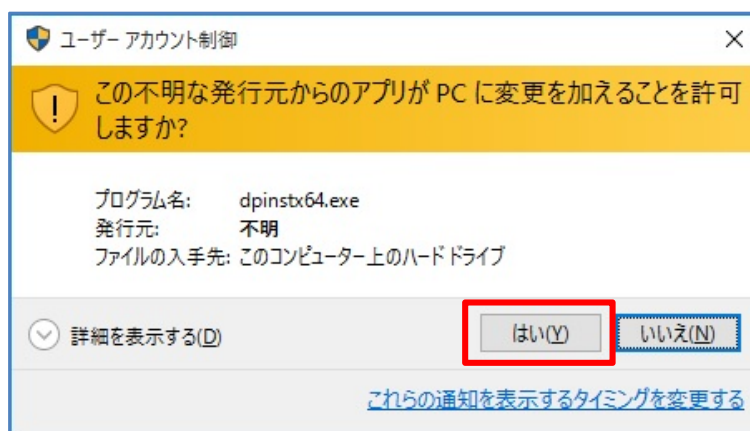 ユーザー アカウント制御
この不明な発行元からのアプリが PC に変更を加えることを許可
しますか?
プログラム名: dpinstx64.exe
発行元: 不明
ファイルの入手先: このコンピューター上のハード ドライブ
詳細を表示する(D)
はい(Y) いいえ(N)
これらの通知を表示するタイミングを変更する